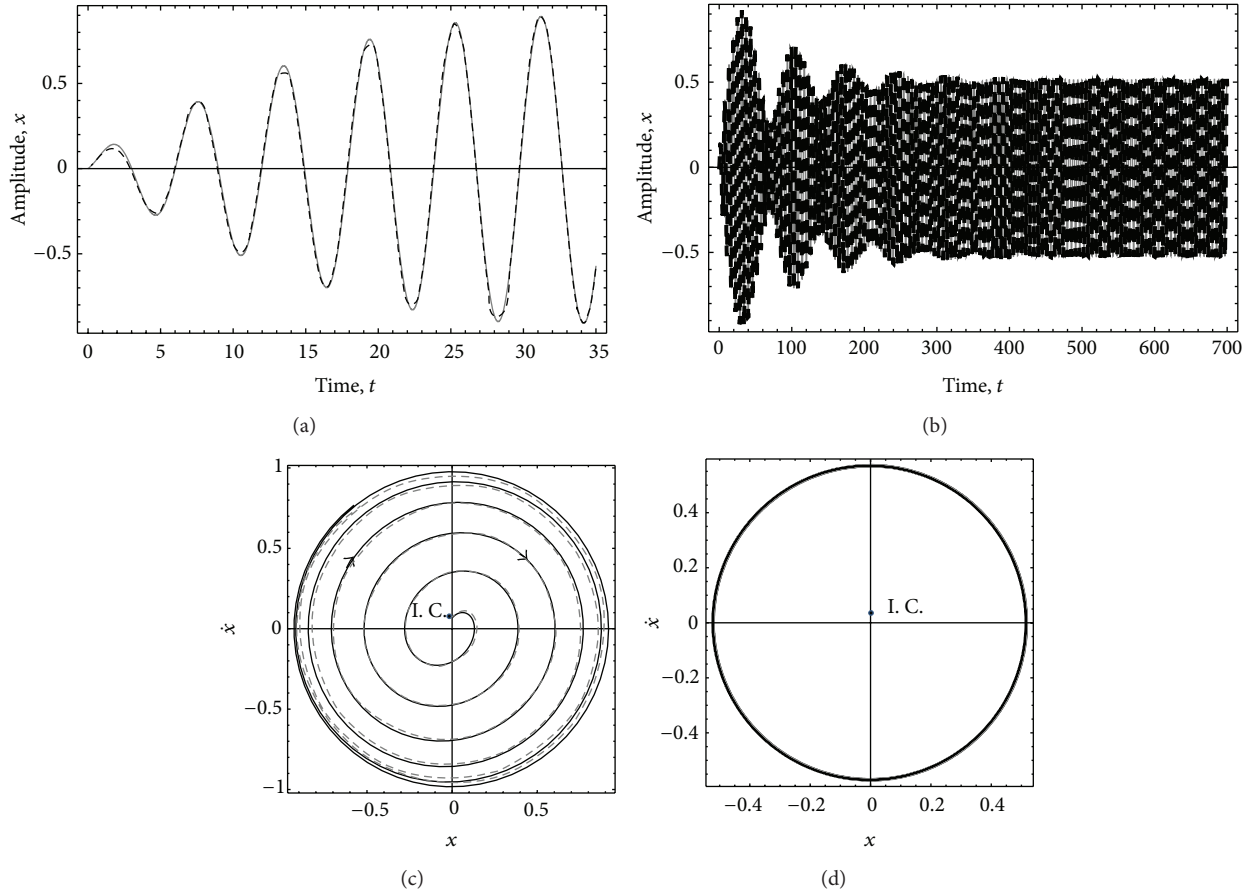 Amplitude, x
0.5
0
−0.5
0 5 10 15 20 25 30 35
Time, t
(a)
Amplitude, x
0.5
0
−0.5
0 100 200 300 400 500 600 700
Time, t
(b)
ẋ
1
0.5
0
−0.5
−1
I. C.
−0.5 0 0.5
x
(c)
ẋ
0.4
0.2
0
−0.2
−0.4
I. C.
−0.4 −0.2 0 0.2 0.4
x
(d)